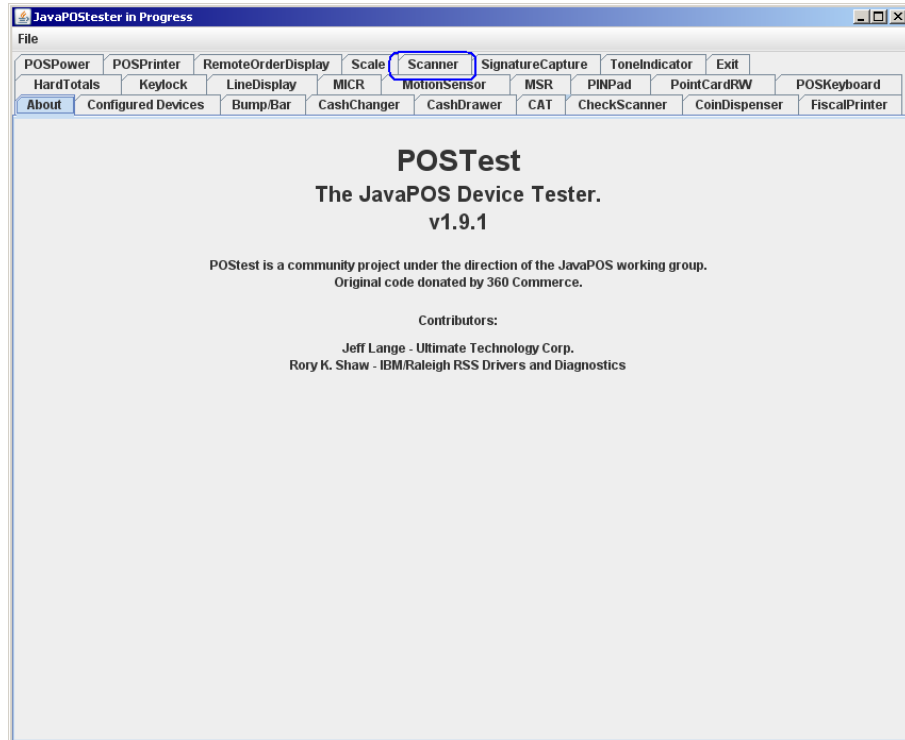 JavaPOStester in Progress
File
POSPower POSPrinter RemoteOrderDisplay Scale Scanner SignatureCapture ToneIndicator Exit
HardTotals Keylock LineDisplay MICR MotionSensor MSR PINPad PointCardRW POSKeyboard
About Configured Devices Bump/Bar CashChanger CashDrawer CAT CheckScanner CoinDispenser FiscalPrinter
POSTest
The JavaPOS Device Tester.
v1.9.1
POStest is a community project under the direction of the JavaPOS working group.
Original code donated by 360 Commerce.
Contributors:
Jeff Lange - Ultimate Technology Corp.
Rory K. Shaw - IBM/Raleigh RSS Drivers and Diagnostics